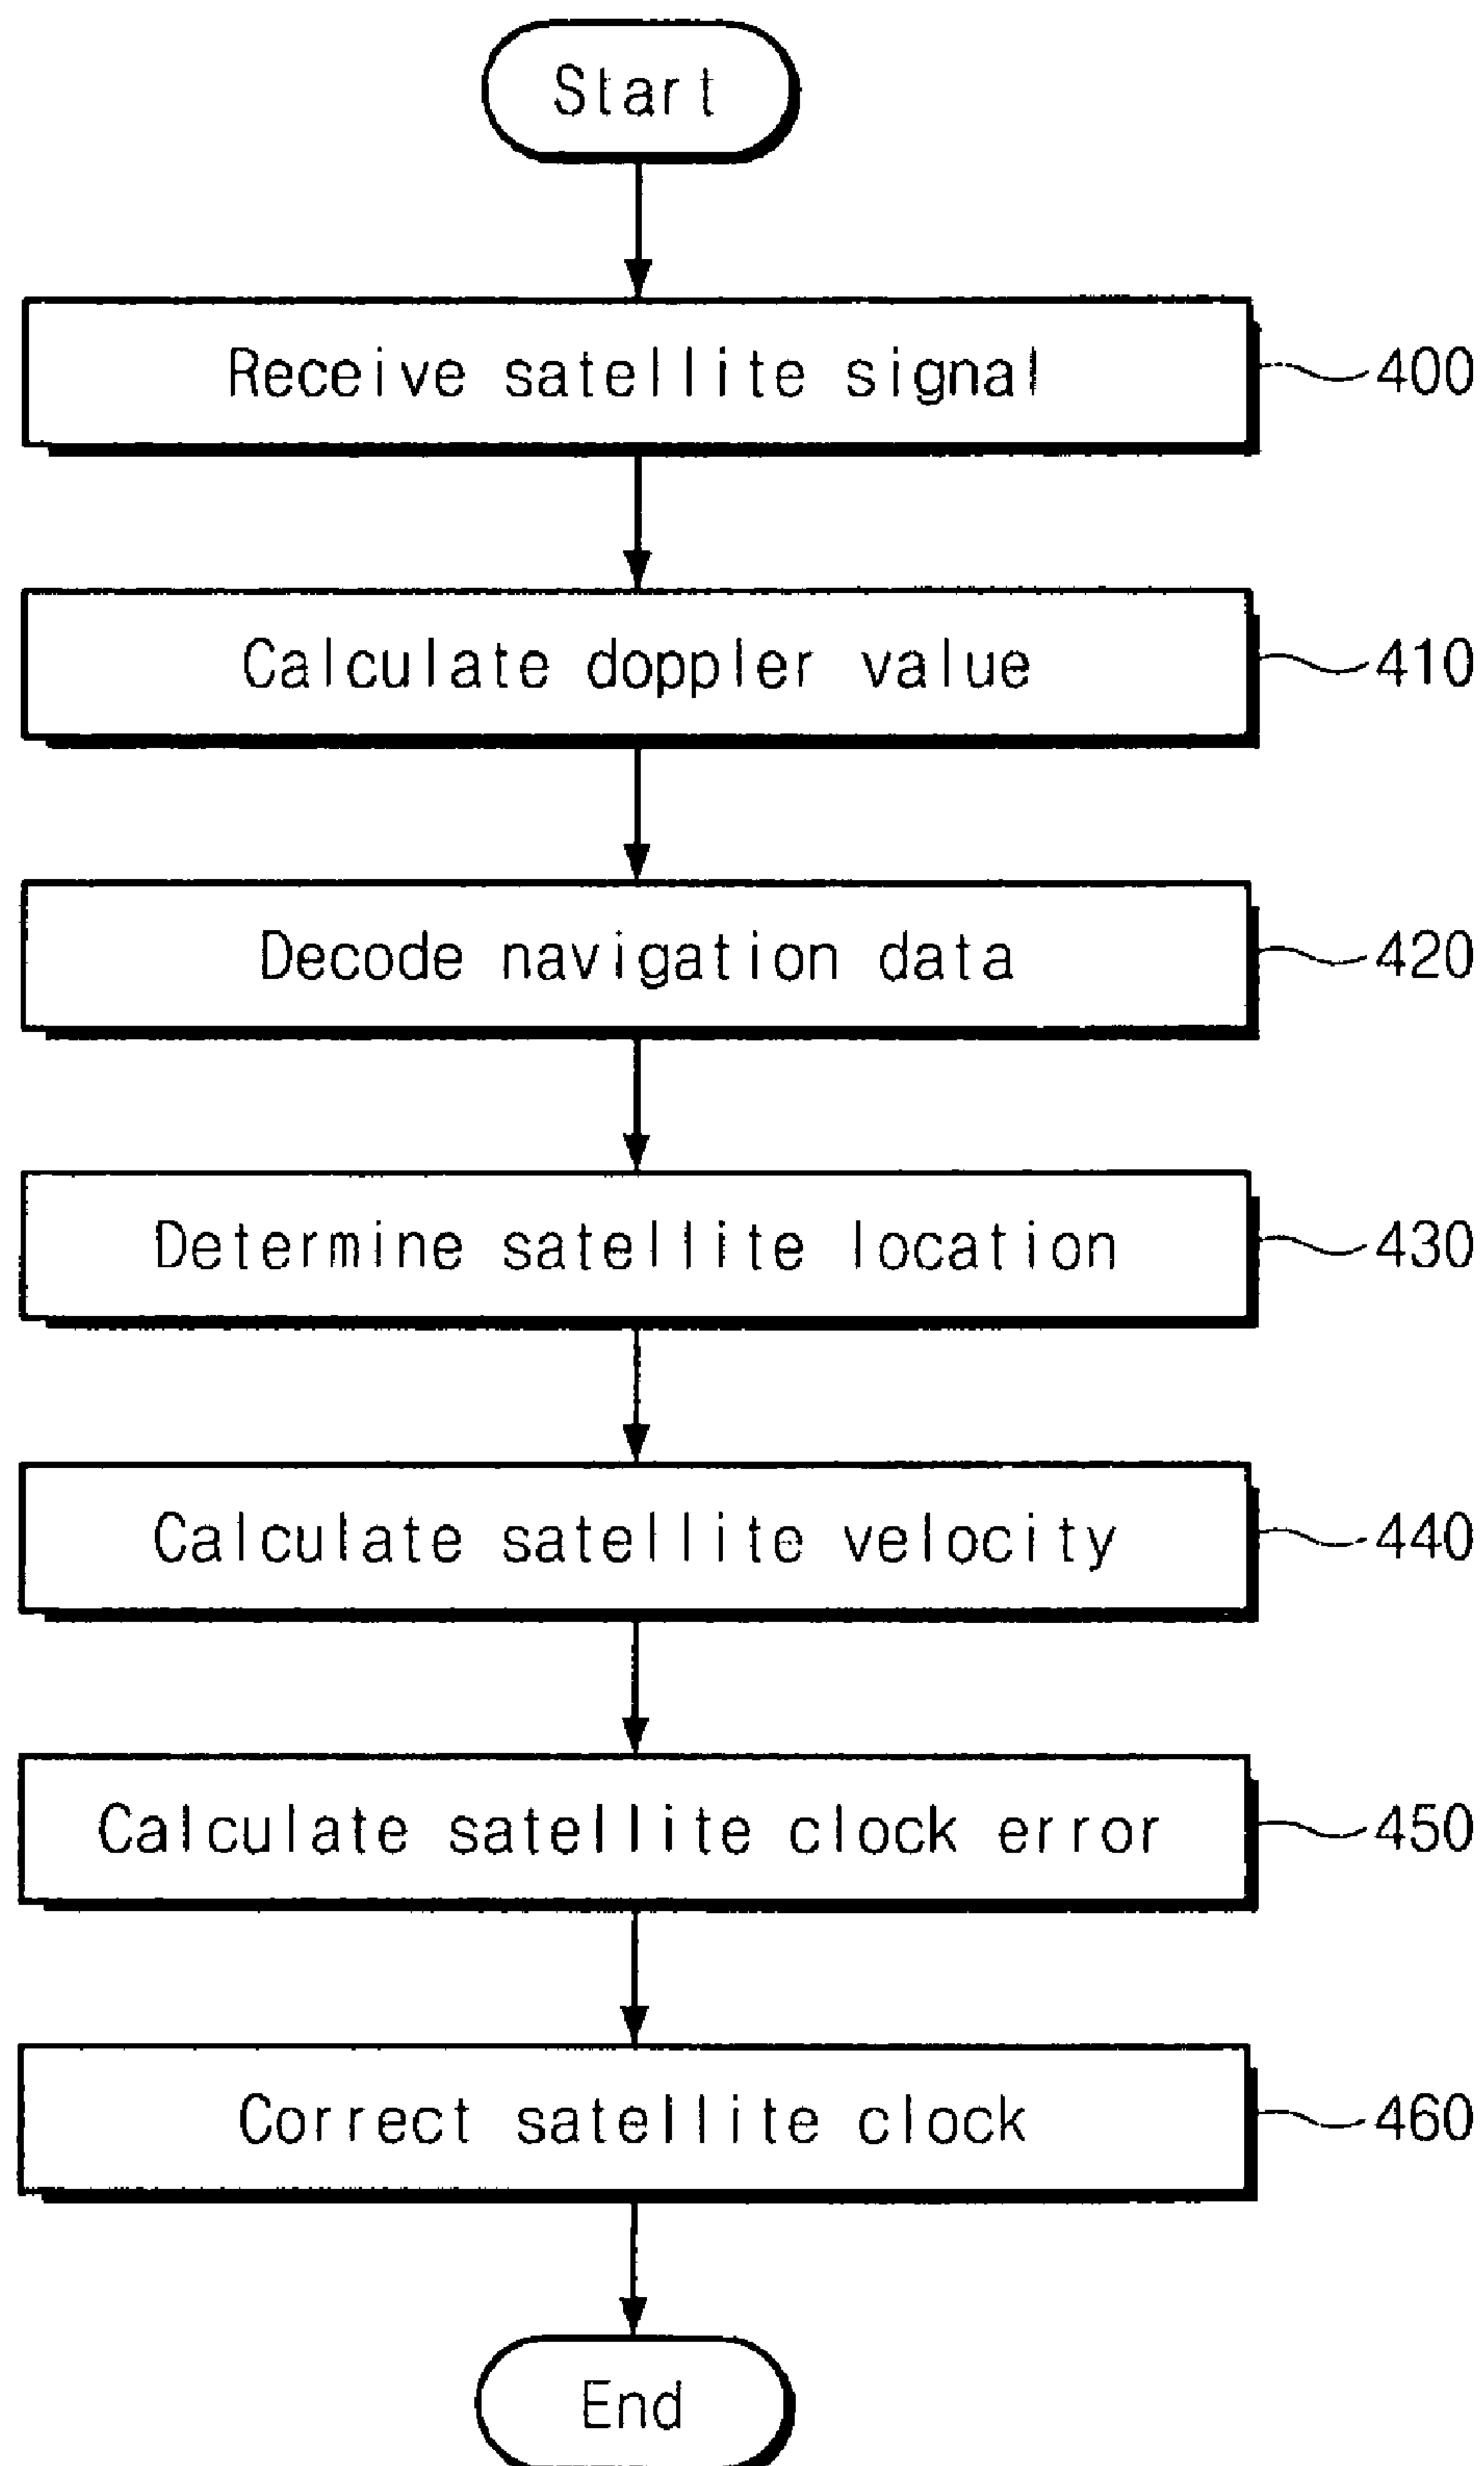 Start
Receive satellite signal
400
Calculate doppler value
410
Decode navigation data
420
Determine satellite location
430
Calculate satellite velocity
440
Calculate satellite clock error
450
Correct satellite clock
460
End